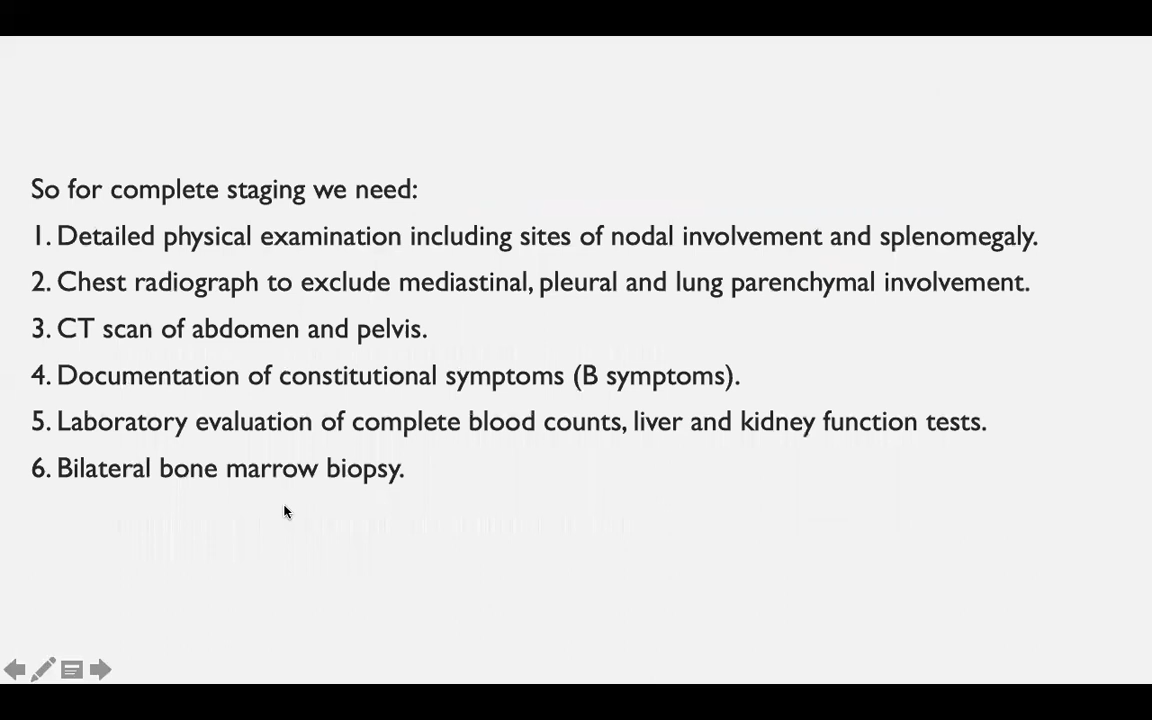 So for complete staging we need:
1. Detailed physical examination including sites of nodal involvement and splenomegaly.
2. Chest radiograph to exclude mediastinal, pleural and lung parenchymal involvement.
3. CT scan of abdomen and pelvis.
4. Documentation of constitutional symptoms (B symptoms).
5. Laboratory evaluation of complete blood counts, liver and kidney function tests.
6. Bilateral bone marrow biopsy.